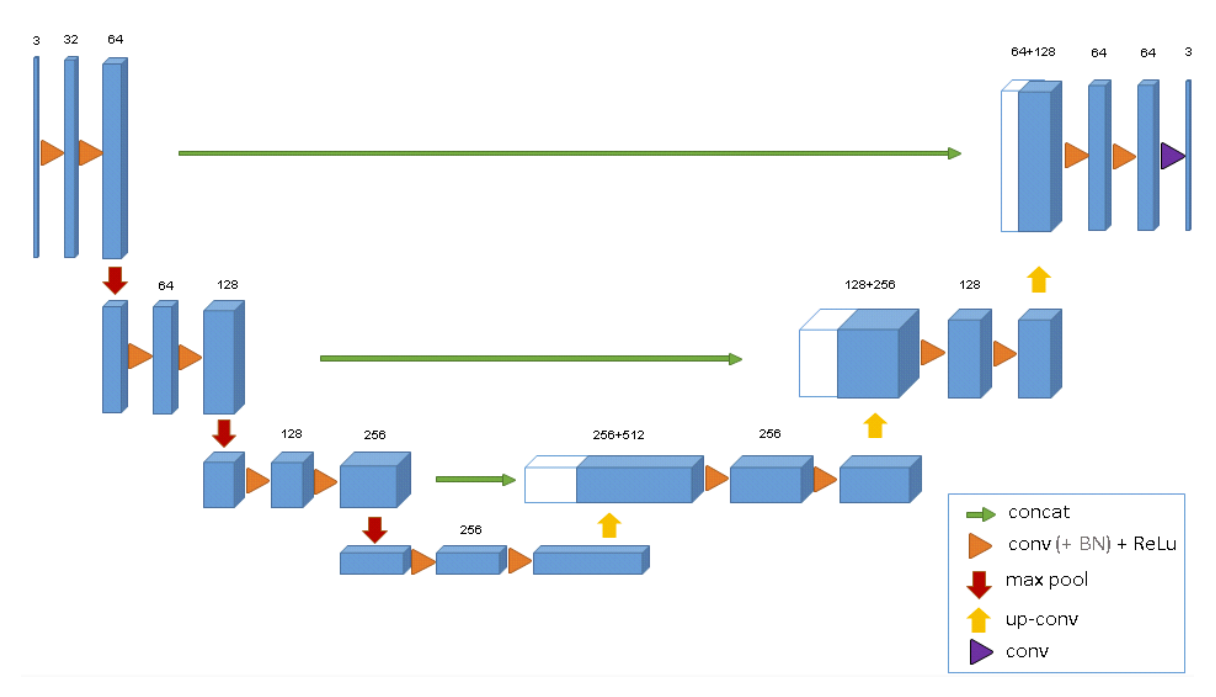 3 32 64
64+128 64 64 3
64 128
128+256 128
128 256
256+512 256
256
concat
conv (+ BN) + ReLu
max pool
up-conv
conv